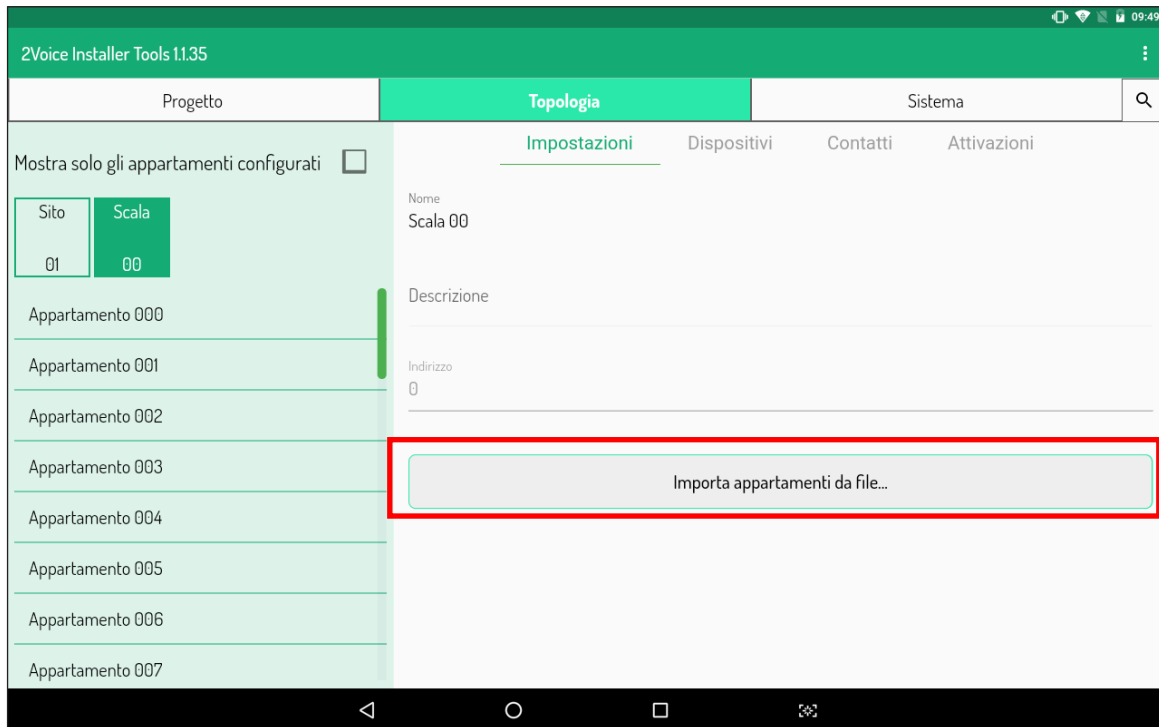 09:49
2Voice Installer Tools 1.1.35
Progetto
Topologia
Sistema
Impostazioni
Dispositivi
Contatti
Attivazioni
Mostra solo gli appartamenti configurati
Sito
01
Scala
00
Appartamento 000
Appartamento 001
Appartamento 002
Appartamento 003
Appartamento 004
Appartamento 005
Appartamento 006
Appartamento 007
Nome
Scala 00
Descrizione
Indirizzo
0
Importa appartamenti da file...